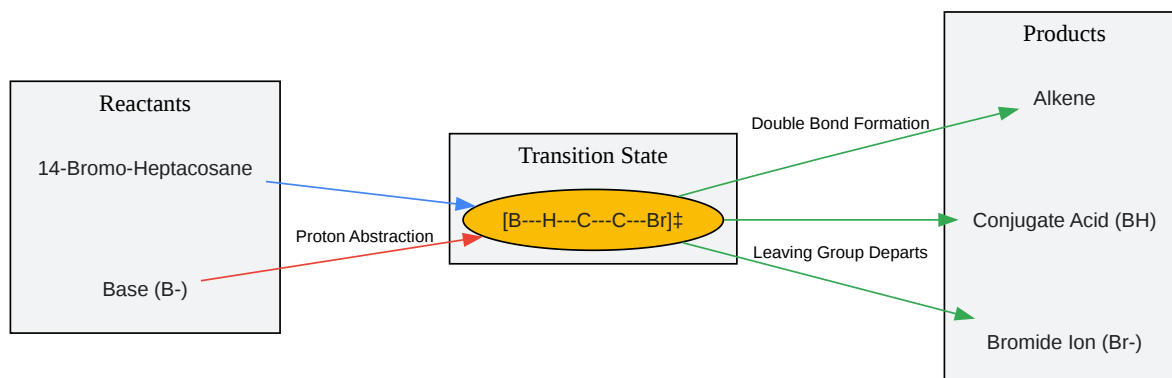 Reactants
14-Bromo-Heptacosane
Base (B-)
Proton Abstraction
Transition State
[B---H---C---C---Br]‡
Double Bond Formation
Leaving Group Departs
Products
Alkene
Conjugate Acid (BH)
Bromide Ion (Br-)